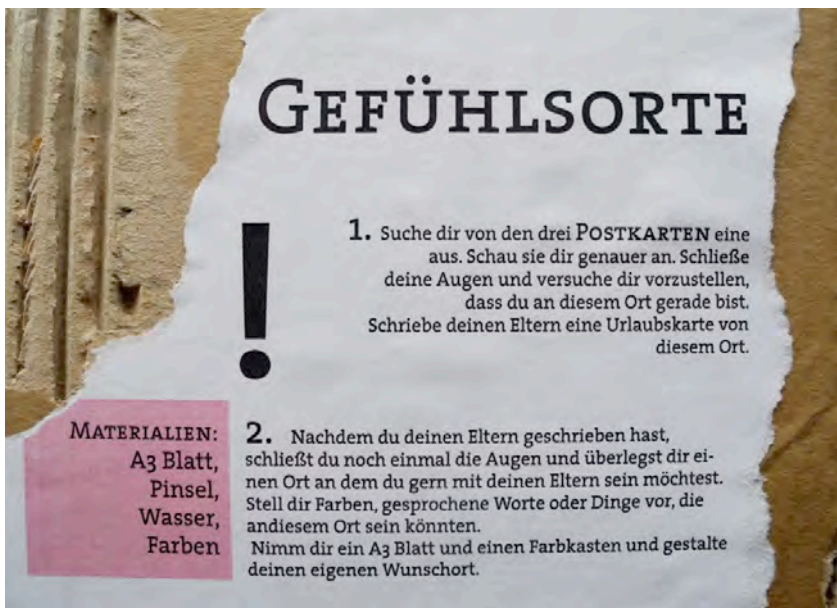 GEFÜHLSORTE
!
1. Suche dir von den drei POSTKARTEN eine
aus. Schau sie dir genauer an. Schließe
deine Augen und versuche dir vorzustellen,
dass du an diesem Ort gerade bist.
Schriebe deinen Eltern eine Urlaubskarte von
diesem Ort.
MATERIALIEN:
A3 Blatt,
Pinsel,
Wasser,
Farben
2. Nachdem du deinen Eltern geschrieben hast,
schließt du noch einmal die Augen und überlegst dir ei-
nen Ort an dem du gern mit deinen Eltern sein möchtest.
Stell dir Farben, gesprochene Worte oder Dinge vor, die
andiesem Ort sein könnten.
Nimm dir ein A3 Blatt und einen Farbkasten und gestalte
deinen eigenen Wunschort.